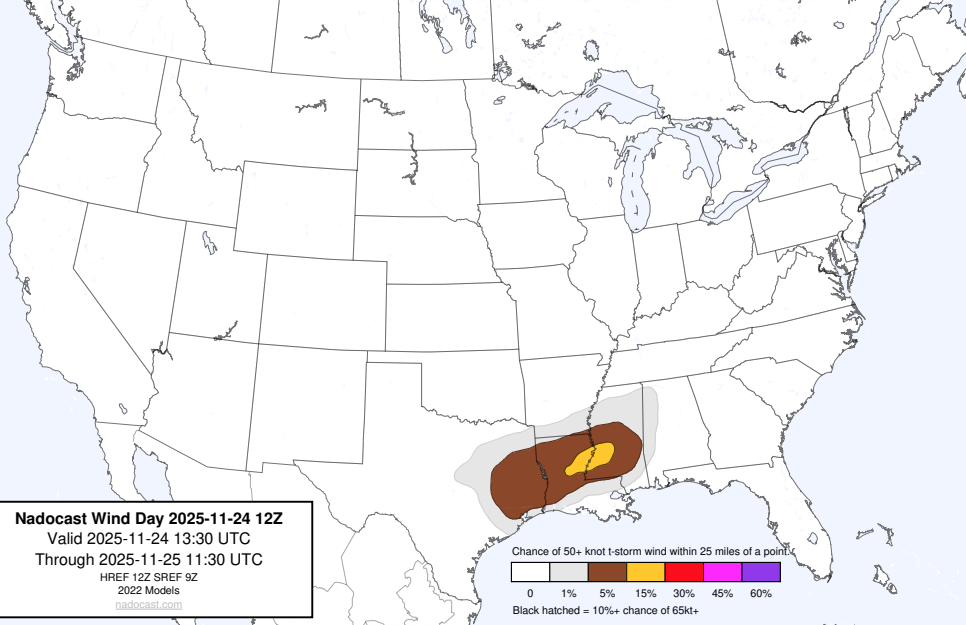 Nadocast Wind Day 2025-11-24 12Z
Valid 2025-11-24 13:30 UTC
Through 2025-11-25 11:30 UTC
HREF 12Z SREF 9Z
2022 Models
nadocast.com
Chance of 50+ knot t-storm wind within 25 miles of a point.
0 1% 5% 15% 30% 45% 60%
Black hatched = 10%+ chance of 65kt+